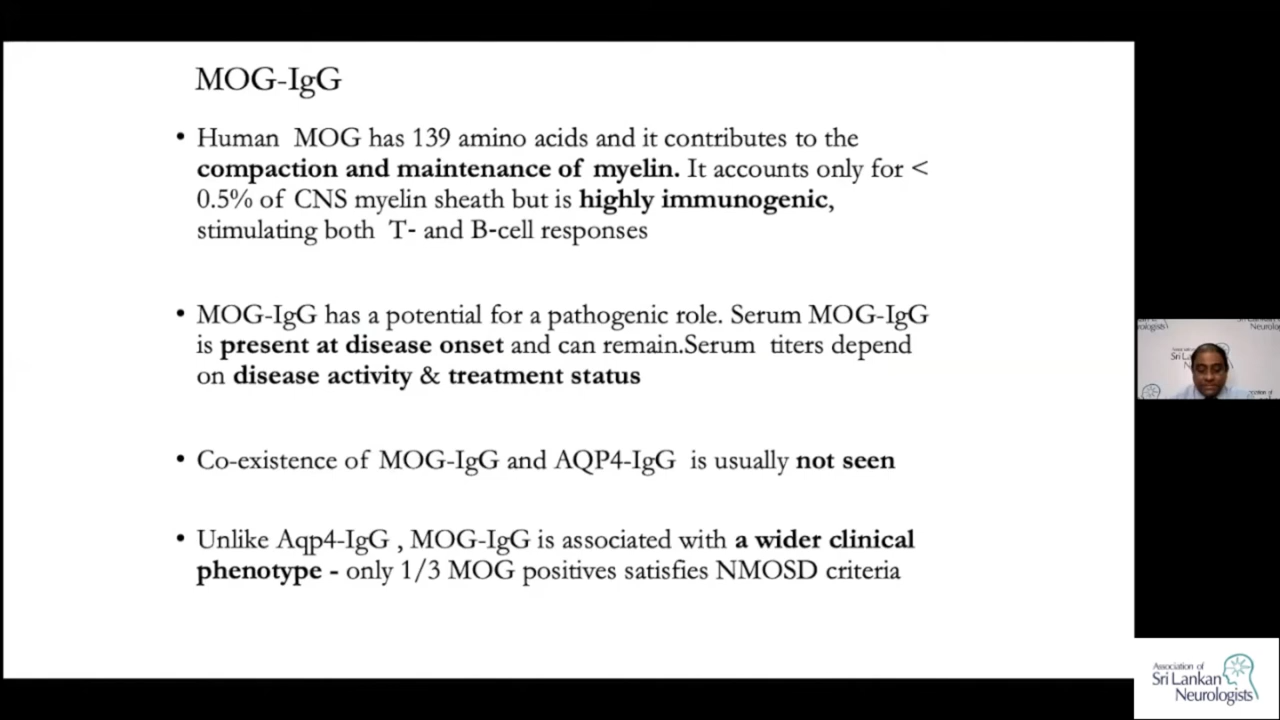 MOG-IgG
• Human MOG has 139 amino acids and it contributes to the
compaction and maintenance of myelin. It accounts only for <
0.5% of CNS myelin sheath but is highly immunogenic,
stimulating both T- and B-cell responses
• MOG-IgG has a potential for a pathogenic role. Serum MOG-IgG
is present at disease onset and can remain.Serum titers depend
on disease activity & treatment status
• Co-existence of MOG-IgG and AQP4-IgG is usually not seen
• Unlike Aqp4-IgG , MOG-IgG is associated with a wider clinical
phenotype - only 1/3 MOG positives satisfies NMOSD criteria
Association of
Sri Lankan
Neurologists